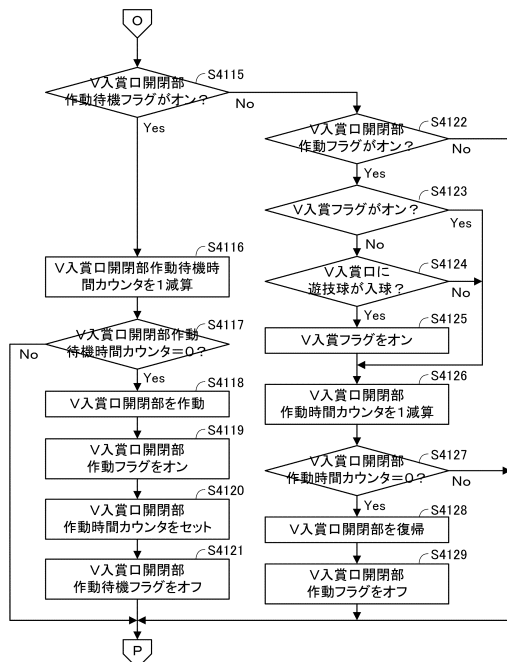 O
S4115
V入賞口開閉部
作動待機フラグがオン?
No
Yes
S4116
V入賞口開閉部作動待機時
間カウンタを1減算
S4117
V入賞口開閉部作動
待機時間カウンタ=0?
No
Yes
S4118
V入賞口開閉部を作動
S4119
V入賞口開閉部
作動フラグをオン
S4120
V入賞口開閉部
作動時間カウンタをセット
S4121
V入賞口開閉部
作動待機フラグをオフ
S4122
V入賞口開閉部
作動フラグがオン?
No
Yes
S4123
V入賞フラグがオン?
Yes
No
S4124
V入賞口に
遊技球が入球?
No
Yes
S4125
V入賞フラグをオン
S4126
V入賞口開閉部
作動時間カウンタを1減算
S4127
V入賞口開閉部
作動時間カウンタ=0?
No
Yes
S4128
V入賞口開閉部を復帰
S4129
V入賞口開閉部
作動フラグをオフ
P